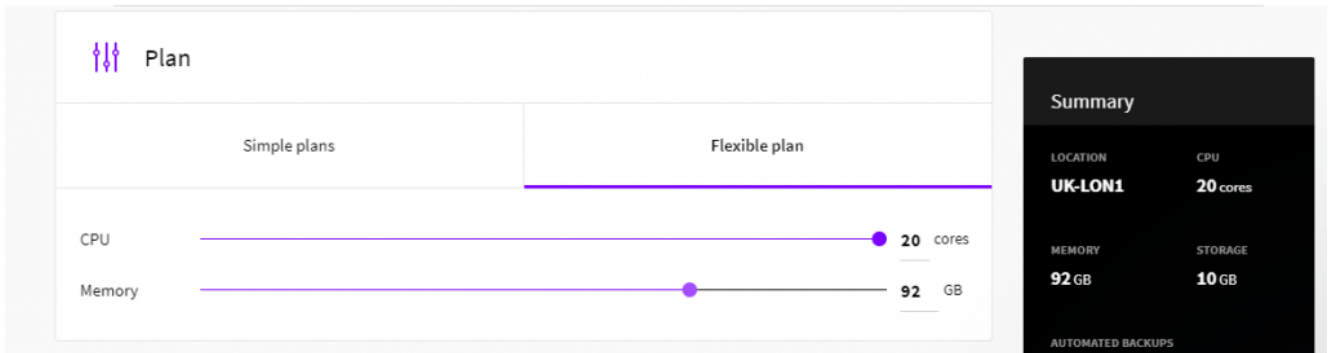 Plan
Simple plans
Flexible plan
CPU
20 cores
Memory
92 GB
Summary
LOCATION
CPU
UK-LON1
20 cores
MEMORY
STORAGE
92 GB
10 GB
AUTOMATED BACKUPS